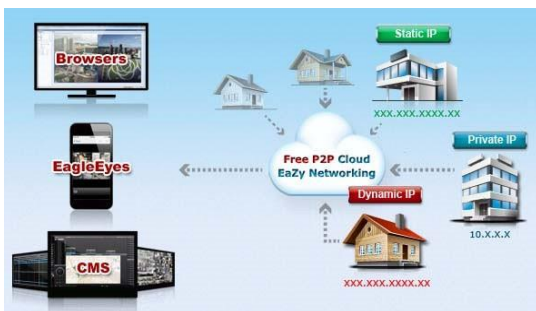 Browsers
Static IP
xxx.xxx.xxxx.xx
EagleEyes
Free P2P Cloud
EaZy Networking
Private IP
10.x.x.x
Dynamic IP
xxx.xxx.xxxx.xx
CMS